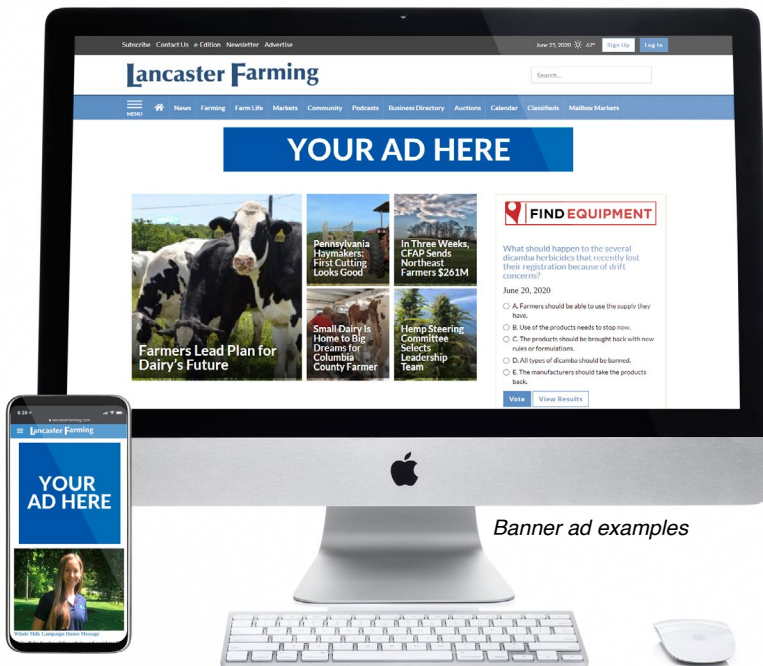 Subscribe Contact Us e-Edition Newsletter Advertise
June 25, 2020 67° Sign Up Log In
Lancaster Farming
Search...
MENU News Farming Farm Life Markets Community Podcasts Business Directory Auctions Calendar Classifieds Mailbox Markets
YOUR AD HERE
Farmers Lead Plan for
Dairy's Future
Pennsylvania
Haymakers:
First Cutting
Looks Good
In Three Weeks,
CFAP Sends
Northeast
Farmers $261M
Small Dairy Is
Home to Big
Dreams for
Columbia
County Farmer
Hemp Steering
Committee
Selects
Leadership
Team
FIND EQUIPMENT
What should happen to the several
dicamba herbicides that recently lost
their registration because of drift
concerns?
June 20, 2020
A. Farmers should be able to use the supply they
have.
B. Use of the products needs to stop now.
C. The products should be brought back with new
rules or formulations.
D. All types of dicamba should be banned.
E. The manufacturers should take the products
back.
Vote View Results
8:29
lancasterfarming.com
Lancaster Farming
YOUR
AD HERE
Whole Milk Campaign Hones Message
Banner ad examples